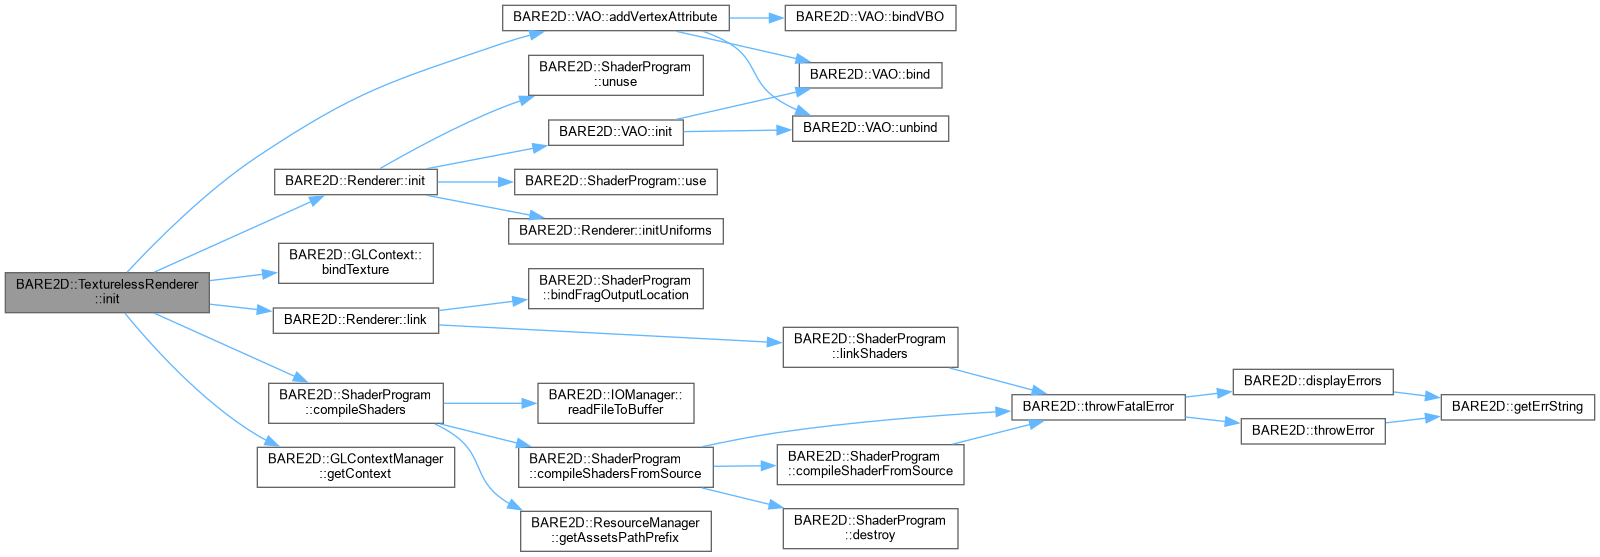 BARE2D::TexturelessRenderer
::init
BARE2D::VAO::addVertexAttribute
BARE2D::VAO::bindVBO
BARE2D::VAO::bind
BARE2D::VAO::unbind
BARE2D::Renderer::init
BARE2D::ShaderProgram
::unuse
BARE2D::VAO::init
BARE2D::ShaderProgram::use
BARE2D::Renderer::initUniforms
BARE2D::GLContext::
bindTexture
BARE2D::Renderer::link
BARE2D::ShaderProgram
::bindFragOutputLocation
BARE2D::ShaderProgram
::linkShaders
BARE2D::throwFatalError
BARE2D::displayErrors
BARE2D::getErrString
BARE2D::throwError
BARE2D::ShaderProgram
::compileShaders
BARE2D::IOManager::
readFileToBuffer
BARE2D::ShaderProgram
::compileShadersFromSource
BARE2D::ShaderProgram
::compileShaderFromSource
BARE2D::ShaderProgram
::destroy
BARE2D::ResourceManager
::getAssetsPathPrefix
BARE2D::GLContextManager
::getContext